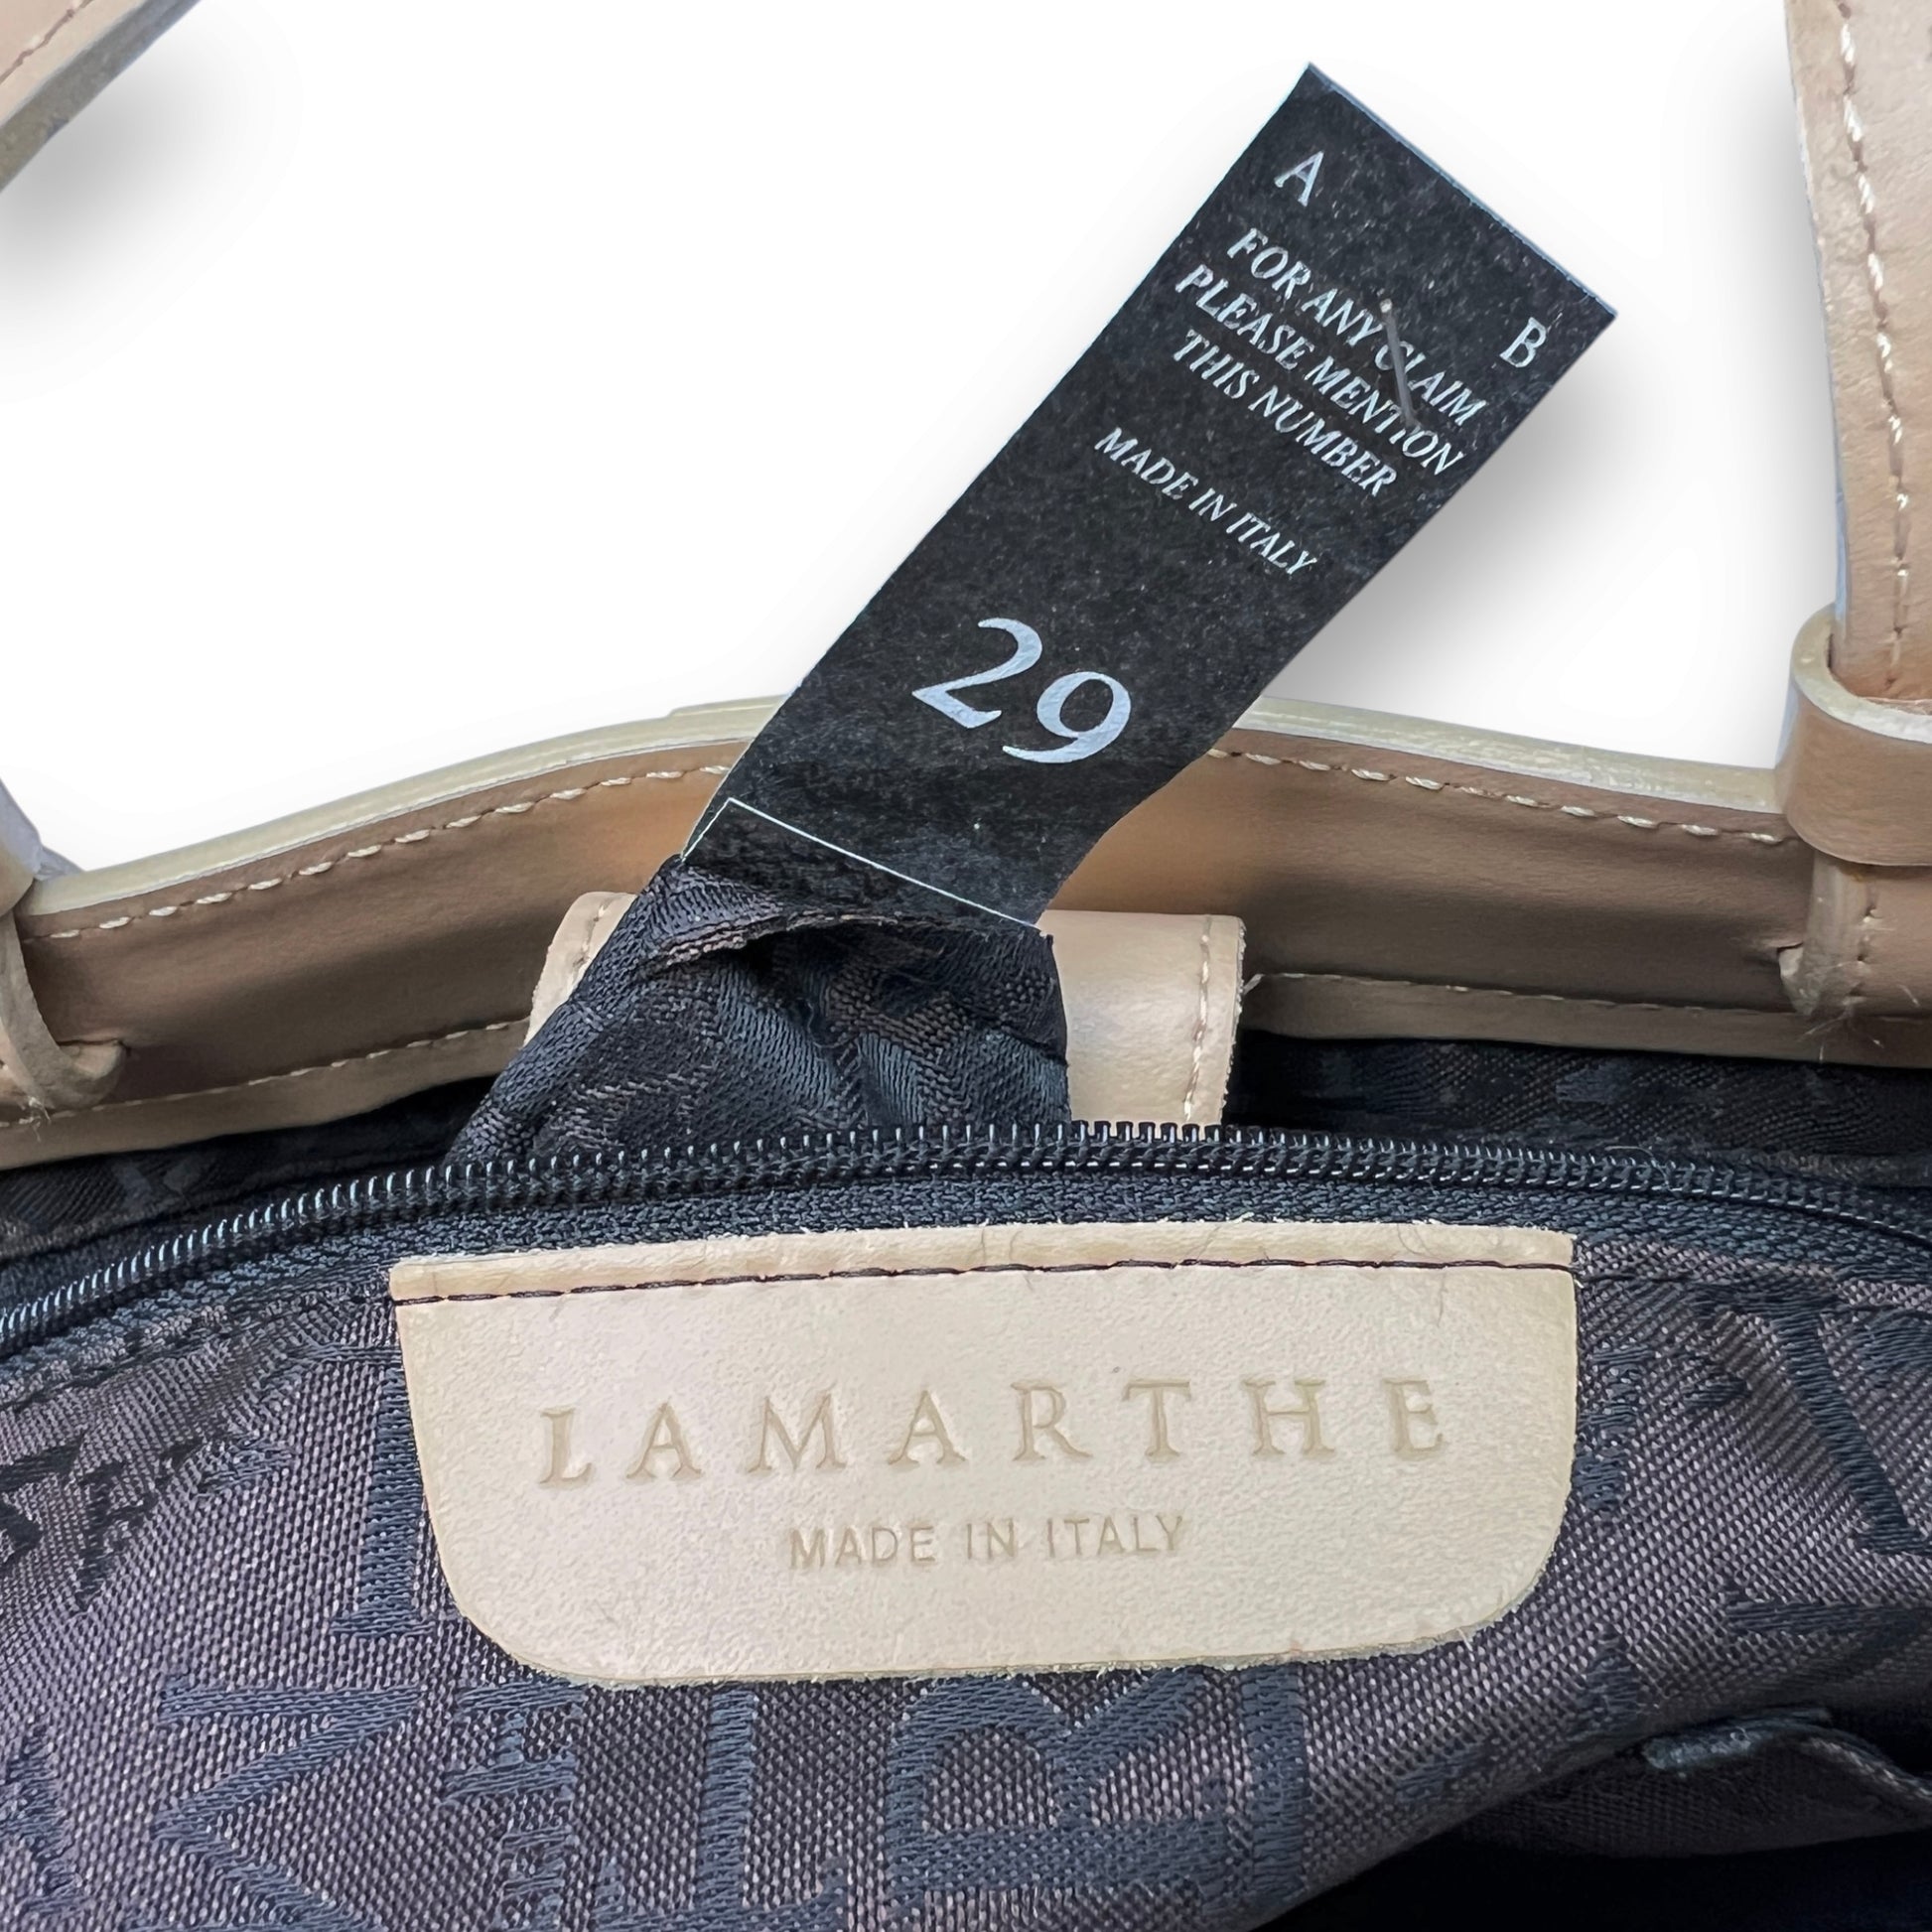 A B
FOR ANY CLAIM
PLEASE MENTION
THIS NUMBER
MADE IN ITALY
29
LAMARTHE
MADE IN ITALY